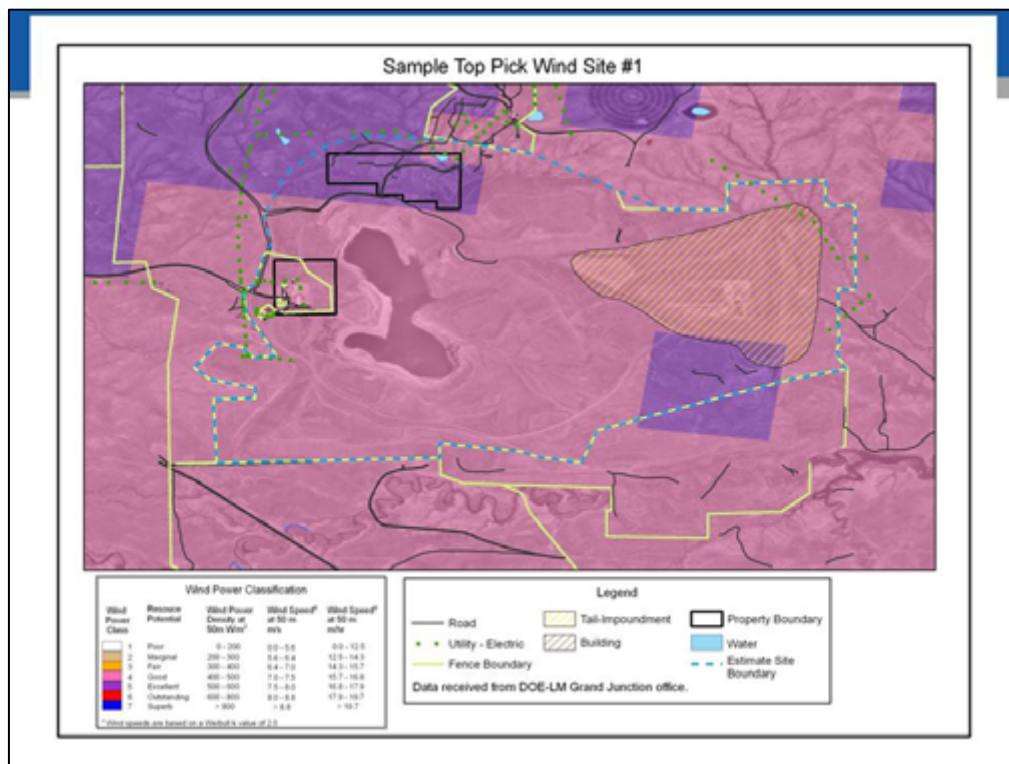 Sample Top Pick Wind Site #1
Wind Power Classification
Wind Power Class Resource Potential Wind Power Density at 50m W/m² Wind Speedᵃ at 50 m m/s Wind Speedᵃ at 50 m m/hr
1 Poor 0 - 200 0.0 - 5.6 0.0 - 12.5
2 Marginal 200 - 300 5.6 - 6.4 12.5 - 14.3
3 Fair 300 - 400 6.4 - 7.0 14.3 - 15.7
4 Good 400 - 500 7.0 - 7.5 15.7 - 16.8
5 Excellent 500 - 600 7.5 - 8.0 16.8 - 17.9
6 Outstanding 600 - 800 8.0 - 8.8 17.9 - 19.7
7 Superb > 800 > 8.8 > 19.7
ᵃ Wind speeds are based on a Weibull k value of 2.0
Legend
Road
Utility - Electric
Fence Boundary
Tail-Impoundment
Building
Property Boundary
Water
Estimate Site Boundary
Data received from DOE-LM Grand Junction office.